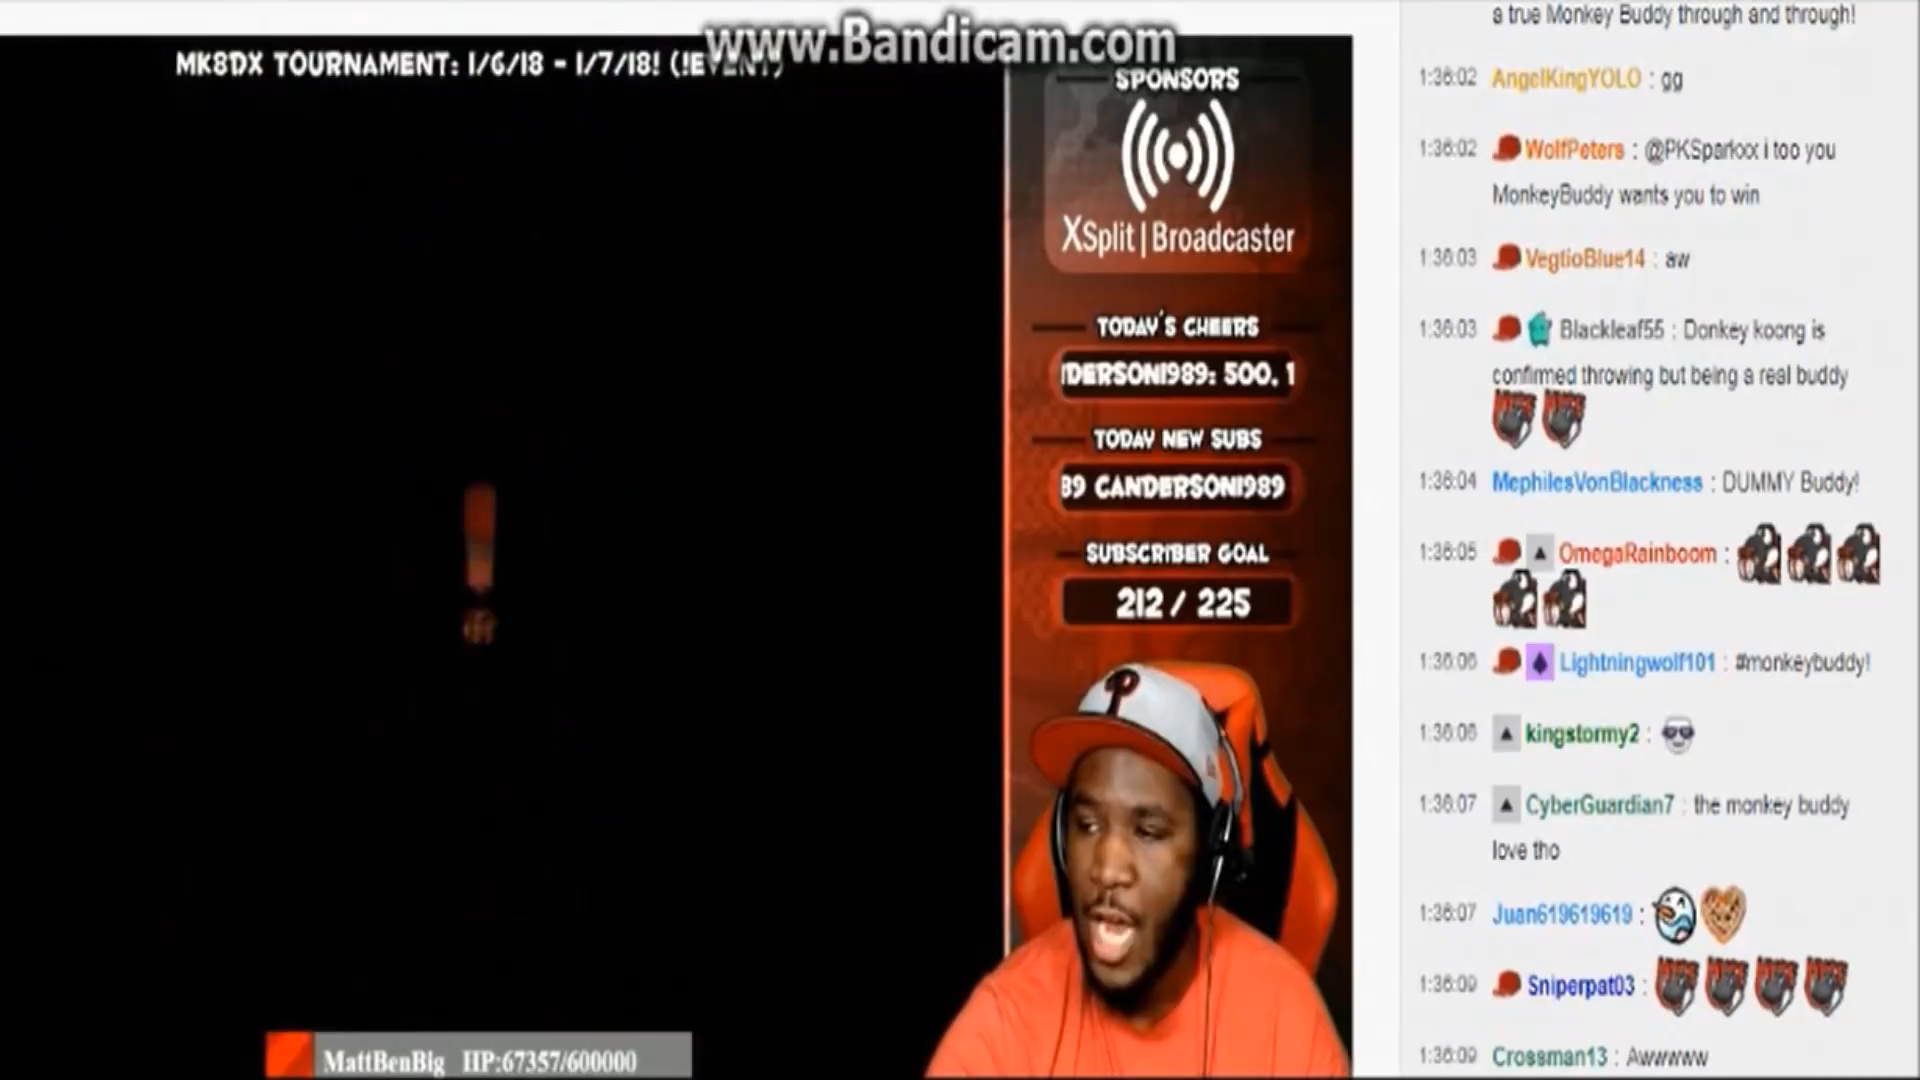 www.Bandicam.com
MK8DX TOURNAMENT: 1/6/18 - 1/7/18! (!EVENT)
SPONSORS
XSplit | Broadcaster
TODAY'S CHEERS
DERSON1989: 500. 1
TODAY NEW SUBS
89 CANDERSON1989
SUBSCRIBER GOAL
212 / 225
P
MattBenBig HP:67357/600000
a true Monkey Buddy through and through!
1:36:02 AngelKingYOLO : gg
1:36:02 WolfPeters : @PKSparkxx i too you
MonkeyBuddy wants you to win
1:36:03 VegtioBlue14 : aw
1:36:03 Blackleaf55 : Donkey koong is
confirmed throwing but being a real buddy
1:36:04 MephilesVonBlackness : DUMMY Buddy!
1:36:05 OmegaRainboom :
1:36:06 Lightningwolf101 : #monkeybuddy!
1:36:06 kingstormy2 :
1:36:07 CyberGuardian7 : the monkey buddy
love tho
1:36:07 Juan619619619 :
1:36:09 Sniperpat03 :
1:36:09 Crossman13 : Awwwww